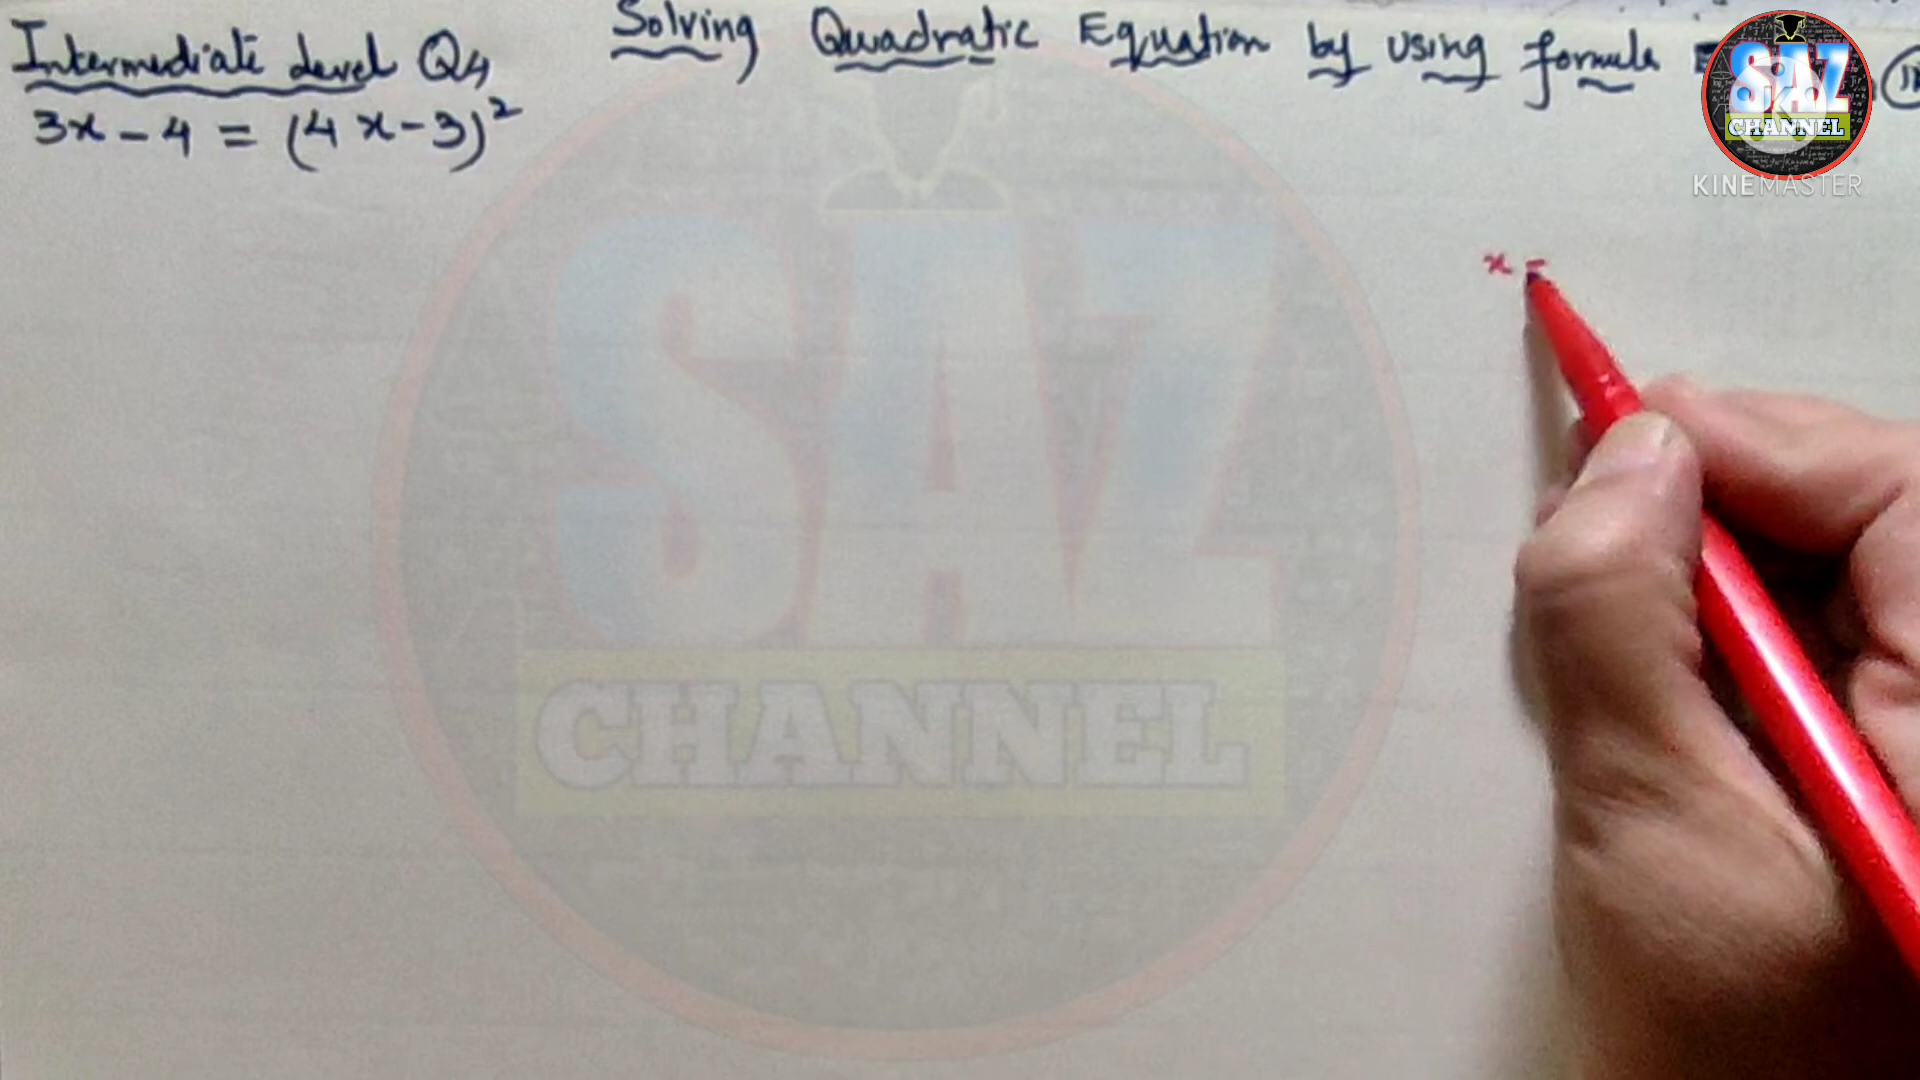 Intermediate level Q4
Solving Quadratic Equation by using formula
3x - 4 = (4x - 3)²
x =
SAZ
CHANNEL
KINEMASTER
SAZ
CHANNEL